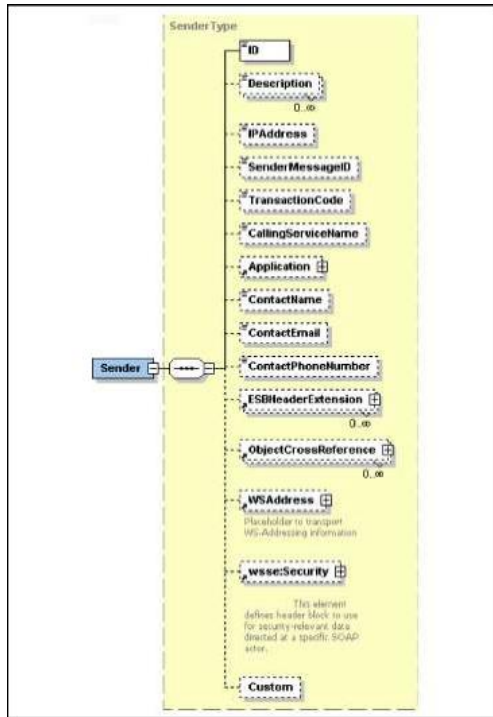 SenderType
ID
Description
0..∞
IPAddress
SenderMessageID
TransactionCode
CallingServiceName
Application
ContactName
ContactEmail
Sender
ContactPhoneNumber
ESBHeaderExtension
0..∞
ObjectCrossReference
0..∞
WSAddress
Placeholder to transport
WS-Addressing information
wsse:Security
This element
defines header block to use
for security-relevant data
directed at a specific SOAP
actor.
Custom